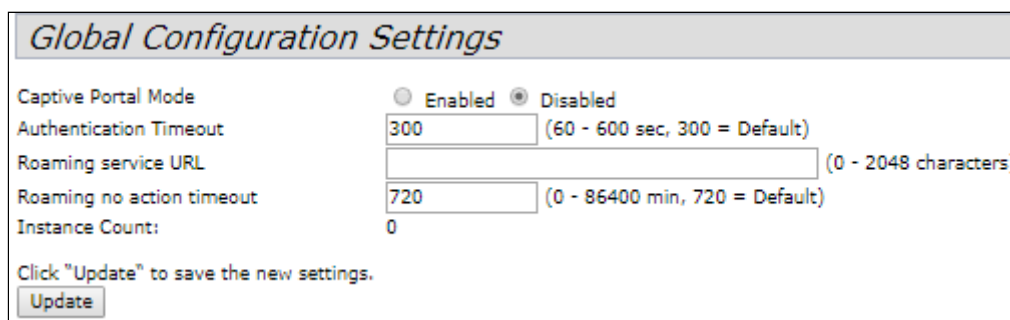 Global Configuration Settings
Captive Portal Mode Enabled Disabled
Authentication Timeout 300 (60 - 600 sec, 300 = Default)
Roaming service URL (0 - 2048 characters)
Roaming no action timeout 720 (0 - 86400 min, 720 = Default)
Instance Count: 0
Click "Update" to save the new settings.
Update